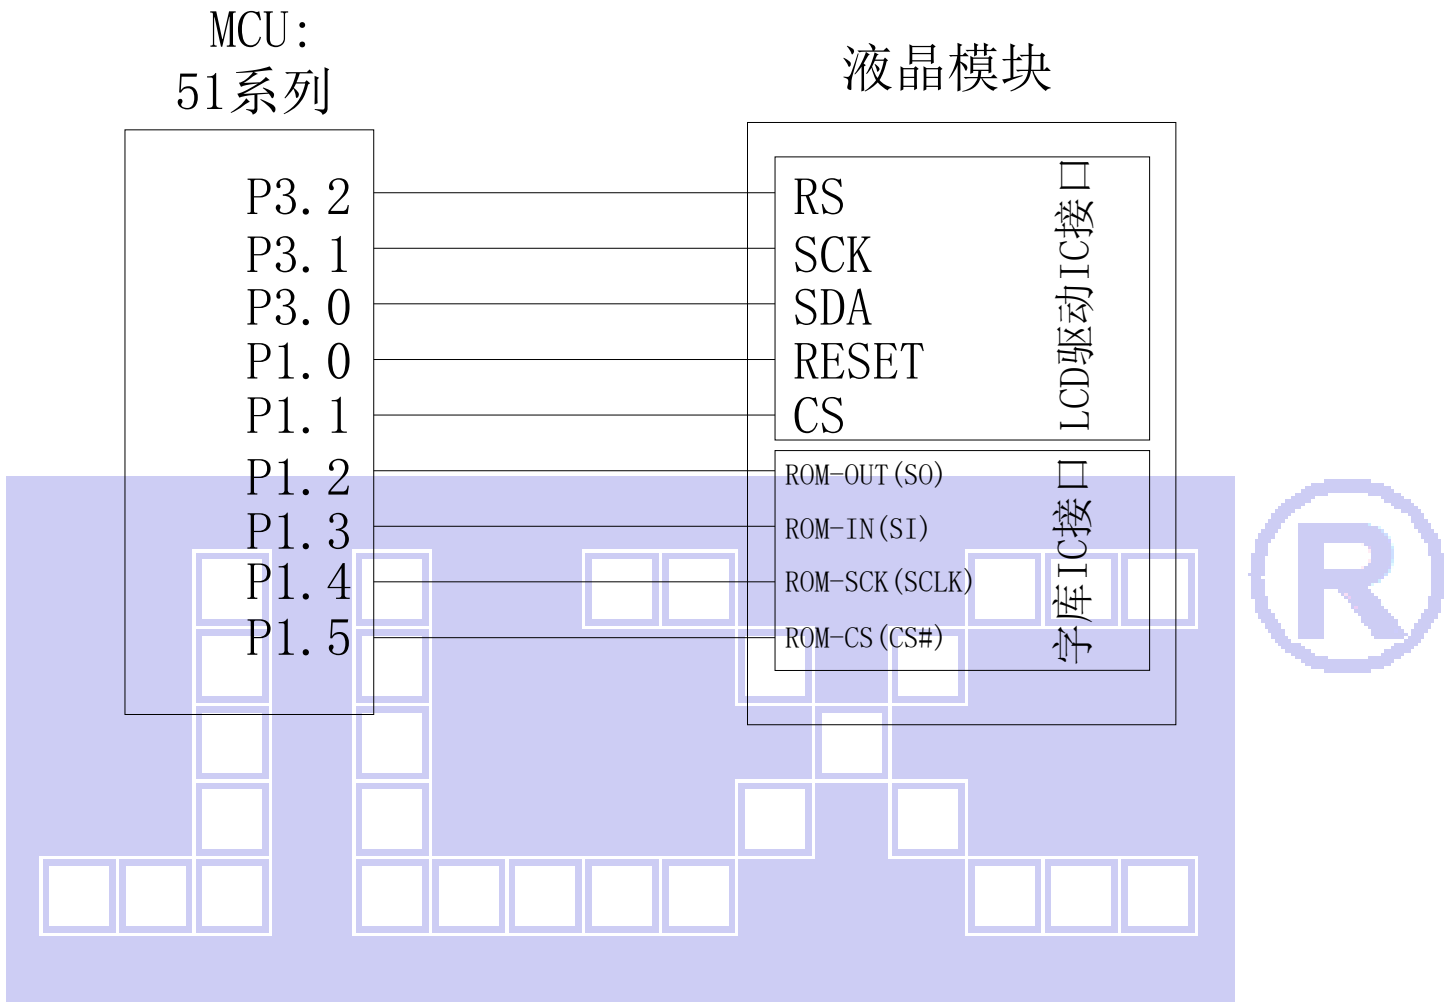 MCU:
51系列
液晶模块
P3.2
P3.1
P3.0
P1.0
P1.1
P1.2
P1.3
P1.4
P1.5
RS
SCK
SDA
RESET
CS
LCD驱动IC接口
ROM-OUT(SO)
ROM-IN(SI)
ROM-SCK(SCLK)
ROM-CS(CS#)
字库IC接口
JLX
®